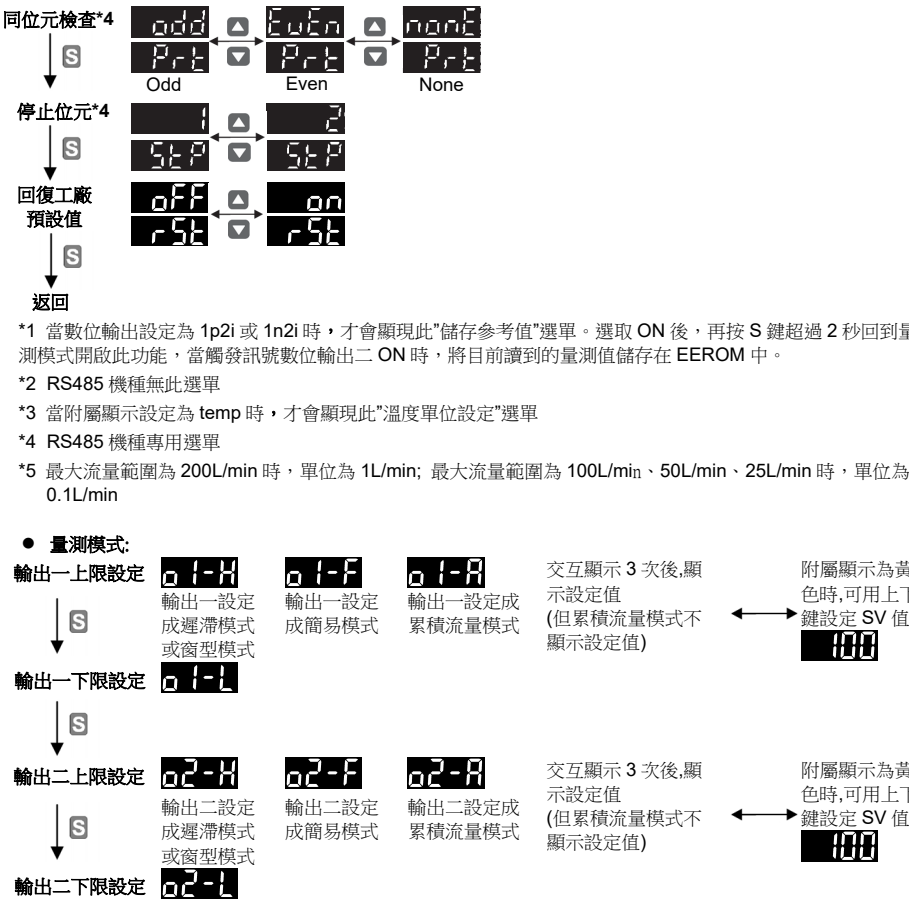 同位元檢查*4
odd EuEn nonE
S
Prt Prt Prt
Odd Even None
停止位元*4
1 2
S
StP StP
回復工廠
預設值
oFF on
rSt rSt
S
返回
*1 當數位輸出設定為 1p2i 或 1n2i 時，才會顯現此"儲存參考值"選單。選取 ON 後，再按 S 鍵超過 2 秒回到量
測模式開啟此功能，當觸發訊號數位輸出二 ON 時，將目前讀到的量測值儲存在 EEROM 中。
*2 RS485 機種無此選單
*3 當附屬顯示設定為 temp 時，才會顯現此"溫度單位設定"選單
*4 RS485 機種專用選單
*5 最大流量範圍為 200L/min 時，單位為 1L/min; 最大流量範圍為 100L/min、50L/min、25L/min 時，單位為
0.1L/min
● 量測模式:
輸出一上限設定
o1-H
輸出一設定
成遲滯模式
或窗型模式
o1-F
輸出一設定
成簡易模式
o1-A
輸出一設定成
累積流量模式
交互顯示 3 次後,顯
示設定值
(但累積流量模式不
顯示設定值)
附屬顯示為黃
色時,可用上下
鍵設定 SV 值
100
S
輸出一下限設定 o1-L
S
輸出二上限設定
o2-H
輸出二設定
成遲滯模式
或窗型模式
o2-F
輸出二設定
成簡易模式
o2-A
輸出二設定成
累積流量模式
交互顯示 3 次後,顯
示設定值
(但累積流量模式不
顯示設定值)
附屬顯示為黃
色時,可用上下
鍵設定 SV 值
100
S
輸出二下限設定 o2-L